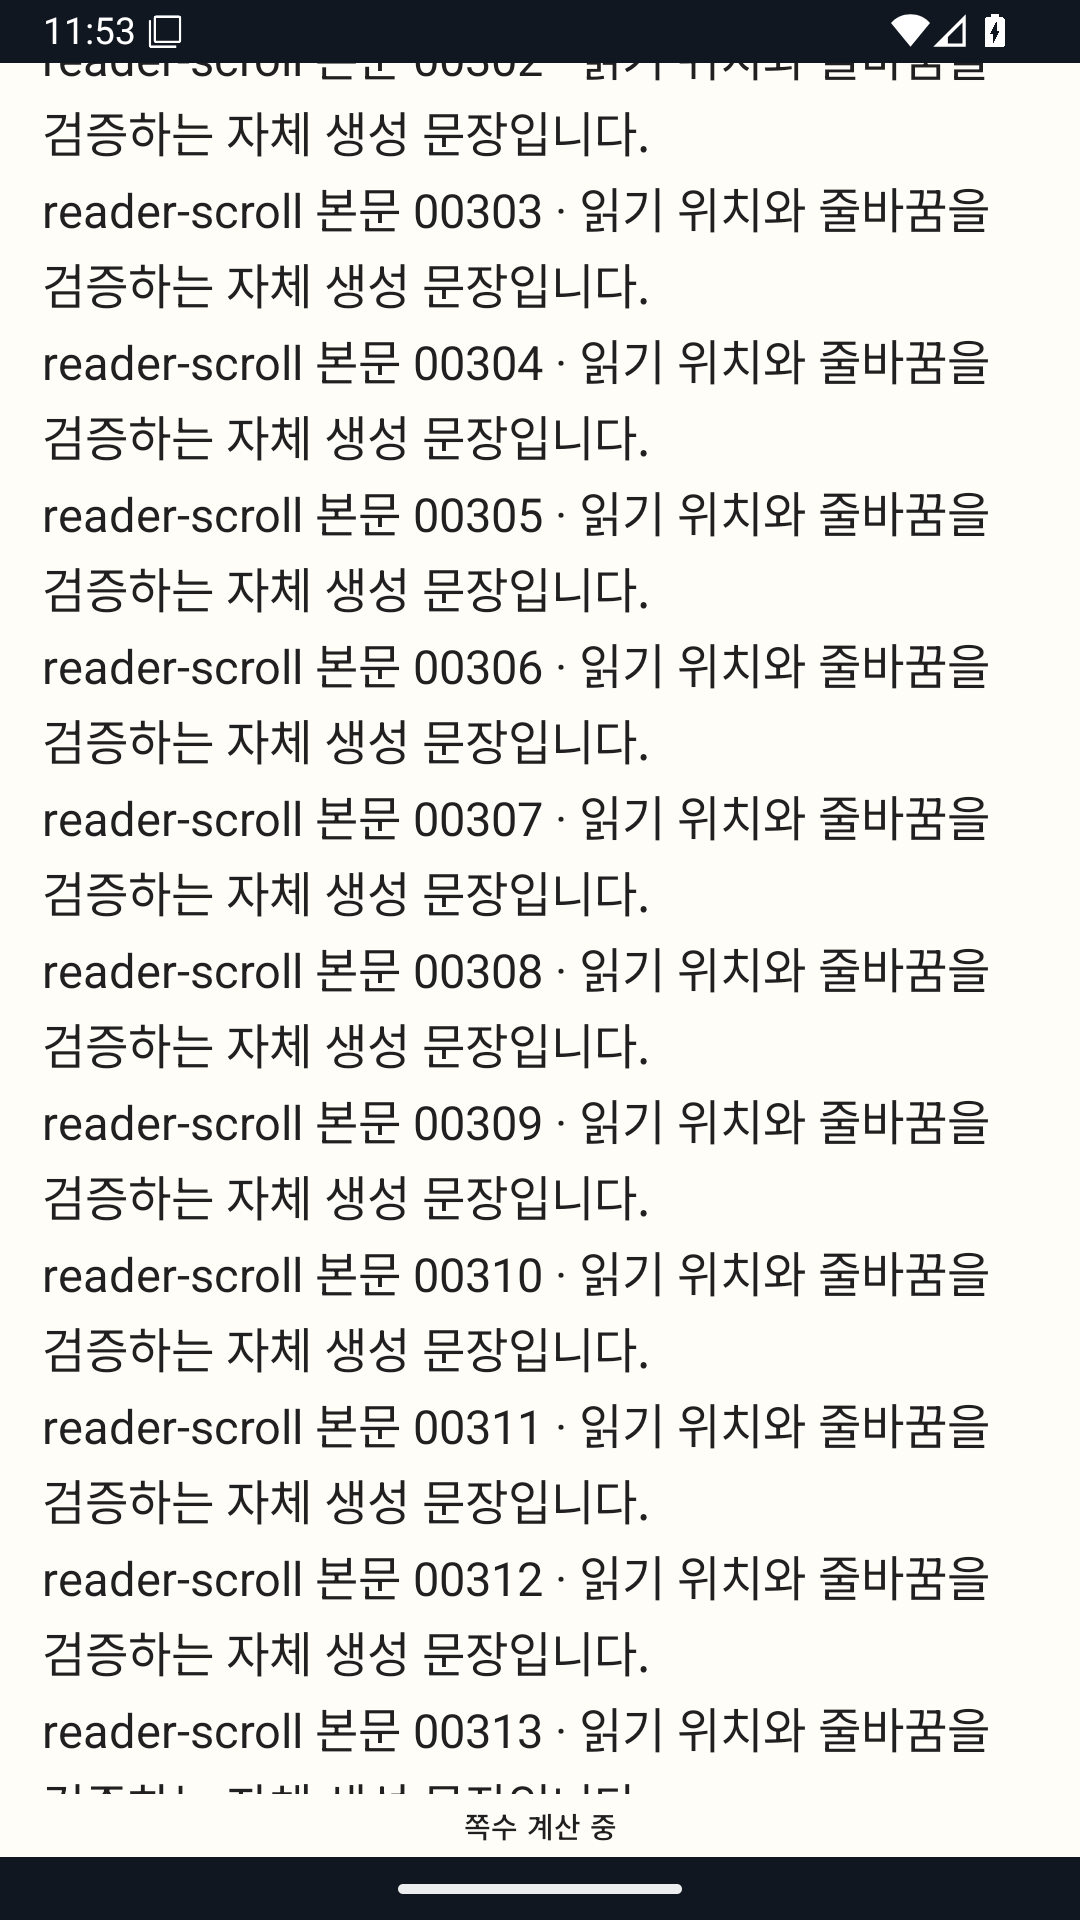 11:53
reader-scroll 본문 00302 · 읽기 위치와 줄바꿈을
검증하는 자체 생성 문장입니다.
reader-scroll 본문 00303 · 읽기 위치와 줄바꿈을
검증하는 자체 생성 문장입니다.
reader-scroll 본문 00304 · 읽기 위치와 줄바꿈을
검증하는 자체 생성 문장입니다.
reader-scroll 본문 00305 · 읽기 위치와 줄바꿈을
검증하는 자체 생성 문장입니다.
reader-scroll 본문 00306 · 읽기 위치와 줄바꿈을
검증하는 자체 생성 문장입니다.
reader-scroll 본문 00307 · 읽기 위치와 줄바꿈을
검증하는 자체 생성 문장입니다.
reader-scroll 본문 00308 · 읽기 위치와 줄바꿈을
검증하는 자체 생성 문장입니다.
reader-scroll 본문 00309 · 읽기 위치와 줄바꿈을
검증하는 자체 생성 문장입니다.
reader-scroll 본문 00310 · 읽기 위치와 줄바꿈을
검증하는 자체 생성 문장입니다.
reader-scroll 본문 00311 · 읽기 위치와 줄바꿈을
검증하는 자체 생성 문장입니다.
reader-scroll 본문 00312 · 읽기 위치와 줄바꿈을
검증하는 자체 생성 문장입니다.
reader-scroll 본문 00313 · 읽기 위치와 줄바꿈을
쪽수 계산 중